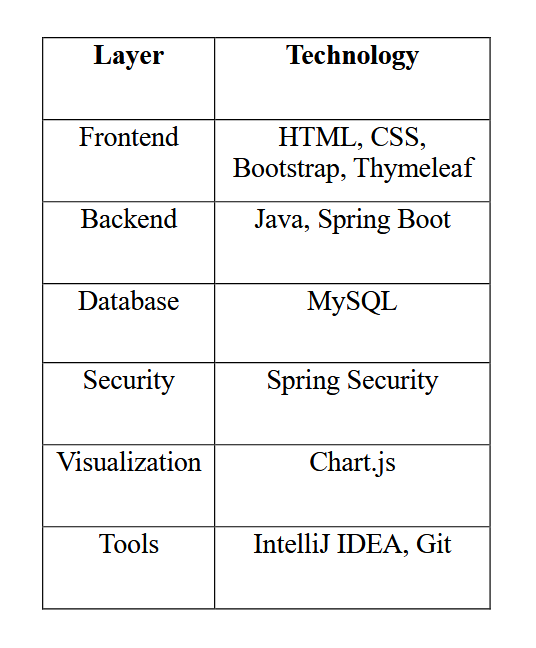 Layer Technology
Frontend HTML, CSS,
Bootstrap, Thymeleaf
Backend Java, Spring Boot
Database MySQL
Security Spring Security
Visualization Chart.js
Tools IntelliJ IDEA, Git